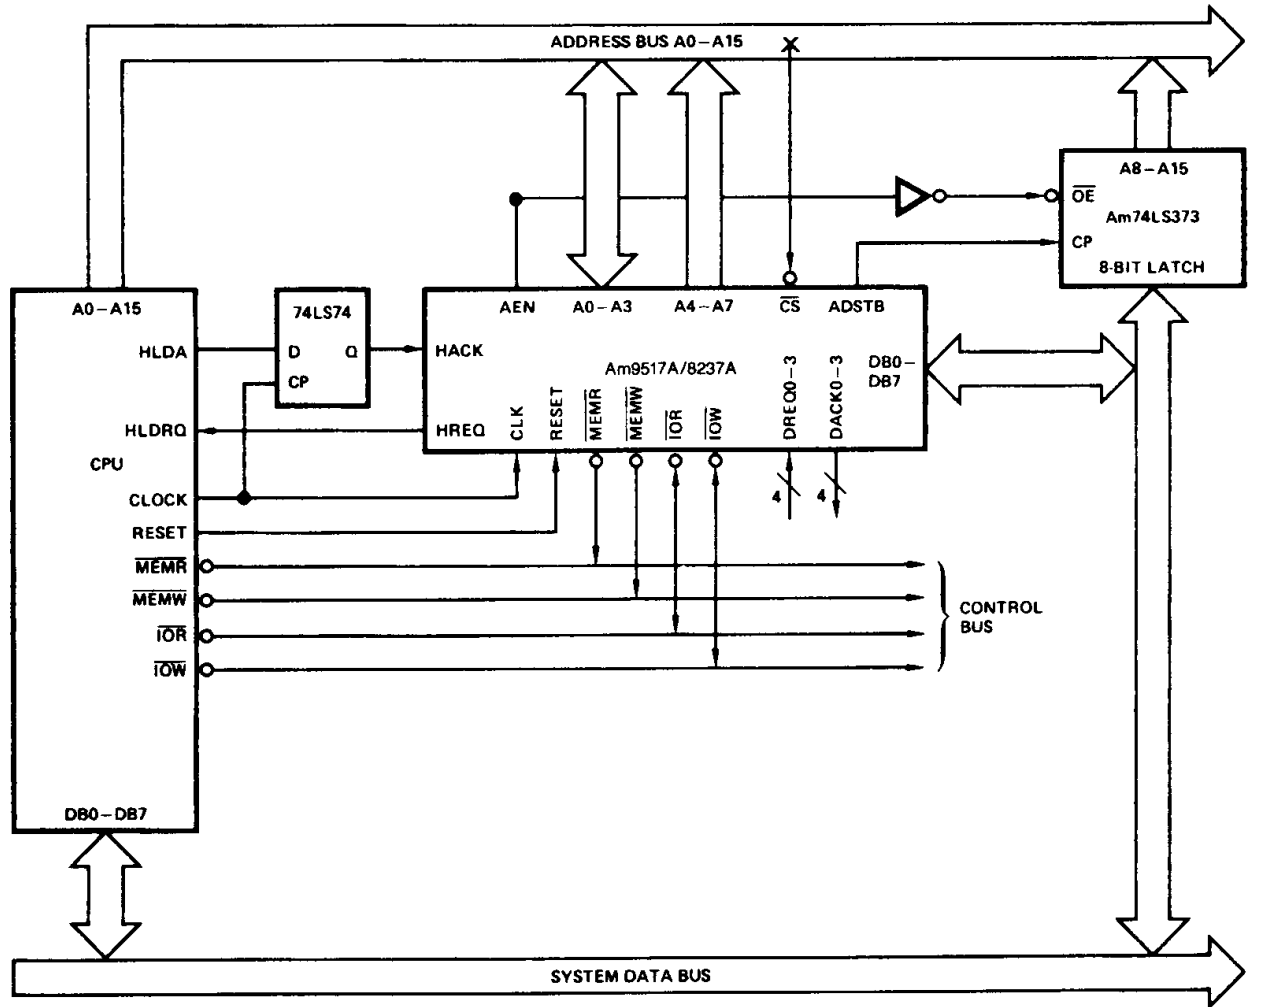 ADDRESS BUS A0–A15
A8–A15
OE
Am74LS373
CP
8-BIT LATCH
A0–A15
HLDA
HLDRQ
CPU
CLOCK
RESET
MEMR
MEMW
IOR
IOW
DB0–DB7
74LS74
D Q
CP
AEN A0–A3 A4–A7 CS ADSTB
HACK
Am9517A/8237A
DB0–
DB7
HREQ
CLK
RESET
MEMR
MEMW
IOR
IOW
DREQ0-3
DACK0-3
4
4
CONTROL
BUS
SYSTEM DATA BUS